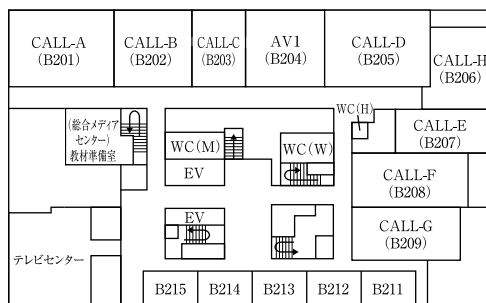 CALL-A
(B201)
CALL-B
(B202)
CALL-C
(B203)
AV1
(B204)
CALL-D
(B205)
CALL-H
(B206)
WC(H)
(総合メディア
センター)
教材準備室
WC(M)
WC(W)
CALL-E
(B207)
EV
CALL-F
(B208)
EV
CALL-G
(B209)
テレビセンター
B215
B214
B213
B212
B211